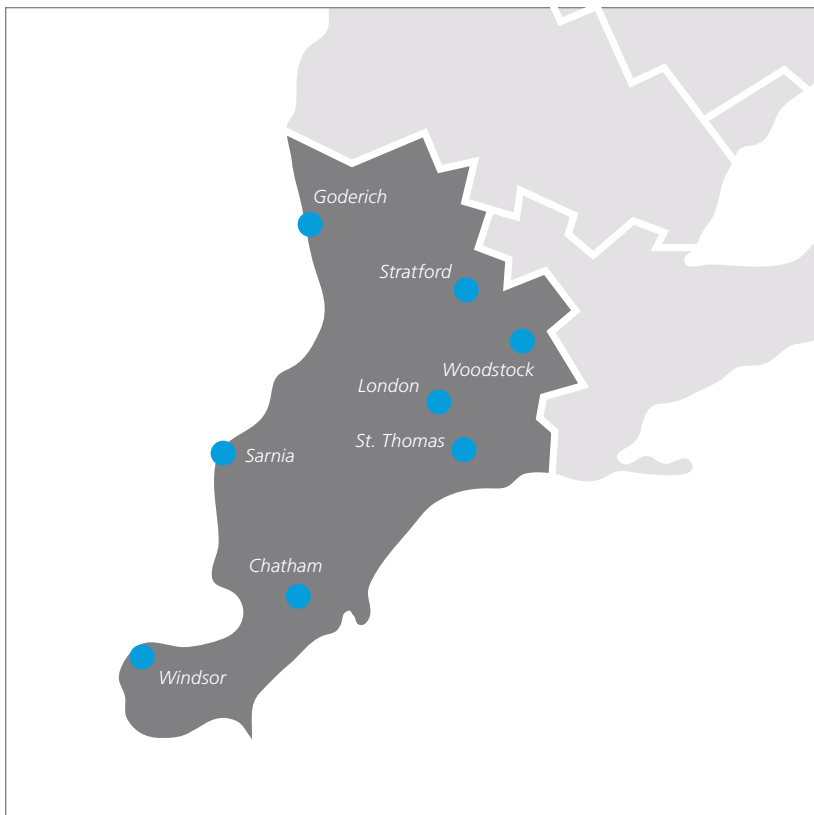 Goderich
Stratford
Woodstock
London
St. Thomas
Sarnia
Chatham
Windsor